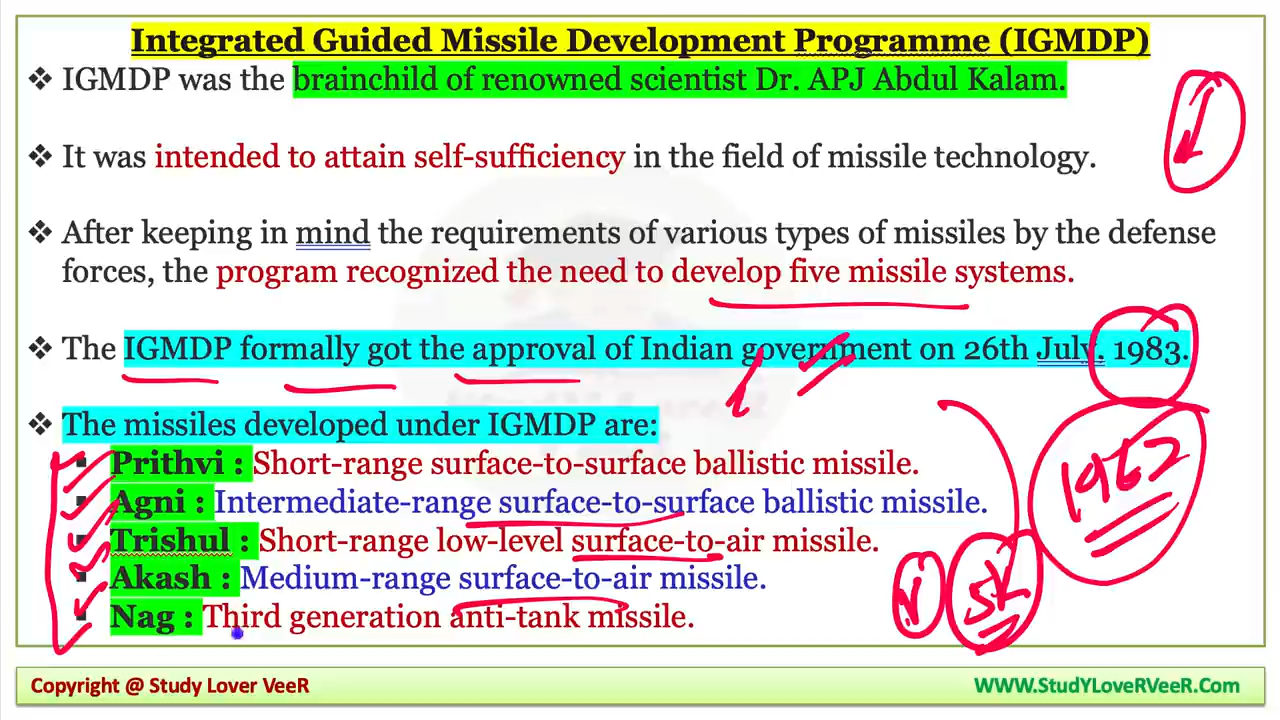 Integrated Guided Missile Development Programme (IGMDP)
❖ IGMDP was the brainchild of renowned scientist Dr. APJ Abdul Kalam.
❖ It was intended to attain self-sufficiency in the field of missile technology.
❖ After keeping in mind the requirements of various types of missiles by the defense
forces, the program recognized the need to develop five missile systems.
❖ The IGMDP formally got the approval of Indian government on 26th July, 1983.
❖ The missiles developed under IGMDP are:
▪ Prithvi : Short-range surface-to-surface ballistic missile.
▪ Agni : Intermediate-range surface-to-surface ballistic missile.
▪ Trishul : Short-range low-level surface-to-air missile.
▪ Akash : Medium-range surface-to-air missile.
▪ Nag : Third generation anti-tank missile.
1962
5k
Copyright @ Study Lover VeeR
WWW.StuDYLoveRVeeR.Com